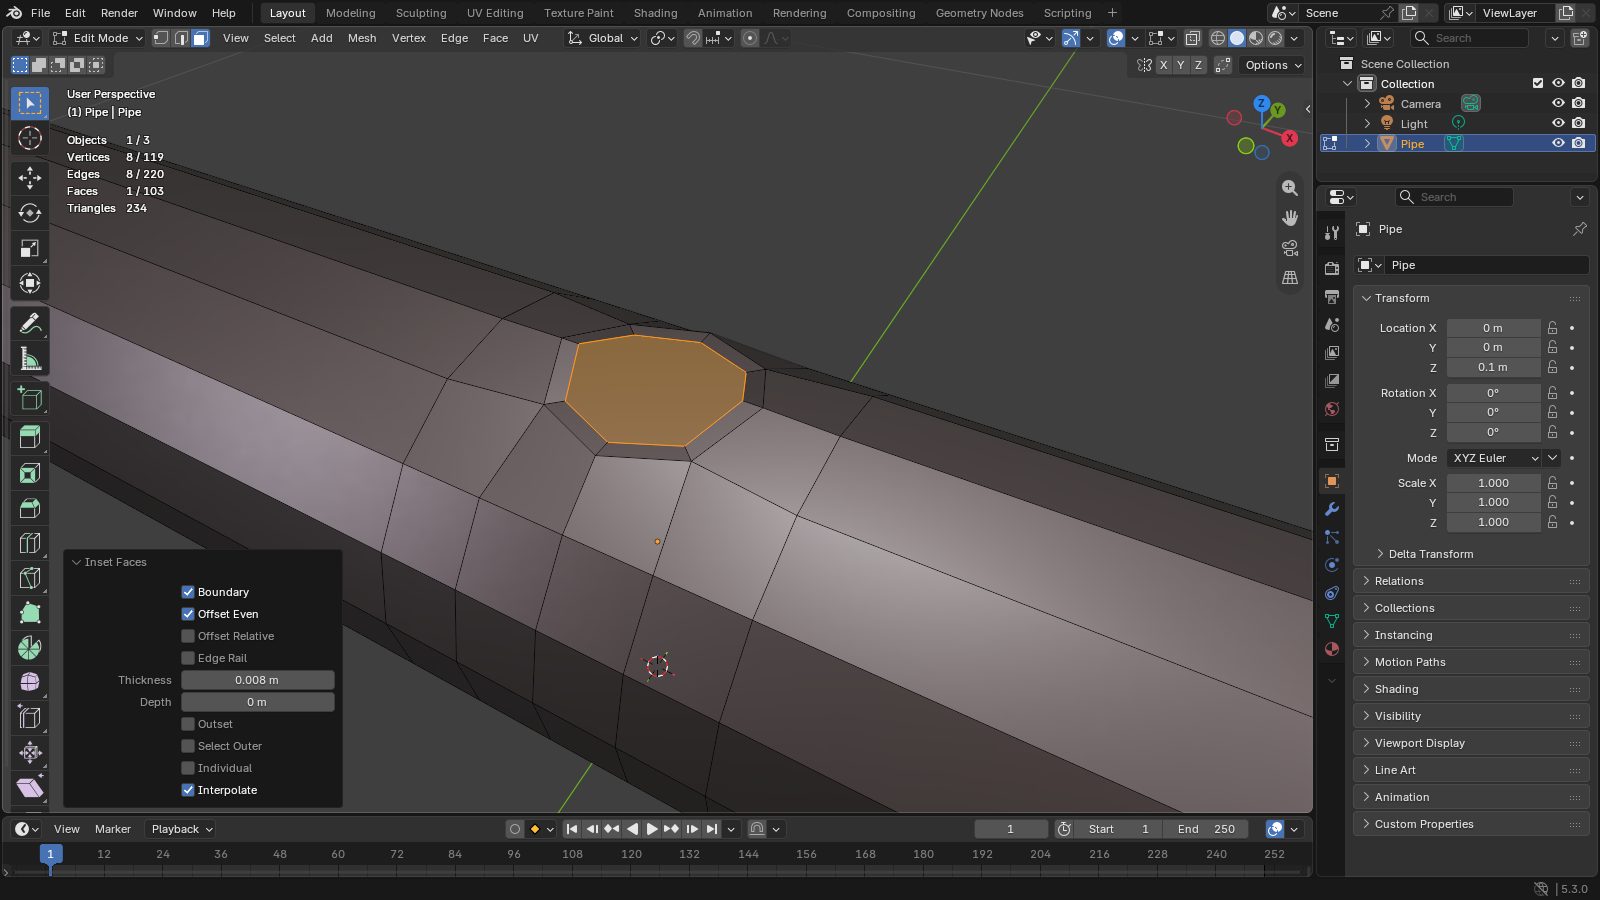 File Edit Render Window Help Layout Modeling Sculpting UV Editing Texture Paint Shading Animation Rendering Compositing Geometry Nodes Scripting + Scene ViewLayer
Edit Mode View Select Add Mesh Vertex Edge Face UV Global Search
X Y Z Options
Scene Collection
Collection
Camera
Light
Pipe
User Perspective
(1) Pipe | Pipe
Objects 1 / 3
Vertices 8 / 119
Edges 8 / 220
Faces 1 / 103
Triangles 234
Z
Y
X
Search
Pipe
Pipe
Transform
Location X 0 m
Y 0 m
Z 0.1 m
Rotation X 0°
Y 0°
Z 0°
Mode XYZ Euler
Scale X 1.000
Y 1.000
Z 1.000
Delta Transform
Relations
Collections
Instancing
Motion Paths
Shading
Visibility
Viewport Display
Line Art
Animation
Custom Properties
Inset Faces
Boundary
Offset Even
Offset Relative
Edge Rail
Thickness 0.008 m
Depth 0 m
Outset
Select Outer
Individual
Interpolate
View Marker Playback 1 Start 1 End 250
1 12 24 36 48 60 72 84 96 108 120 132 144 156 168 180 192 204 216 228 240 252
5.3.0